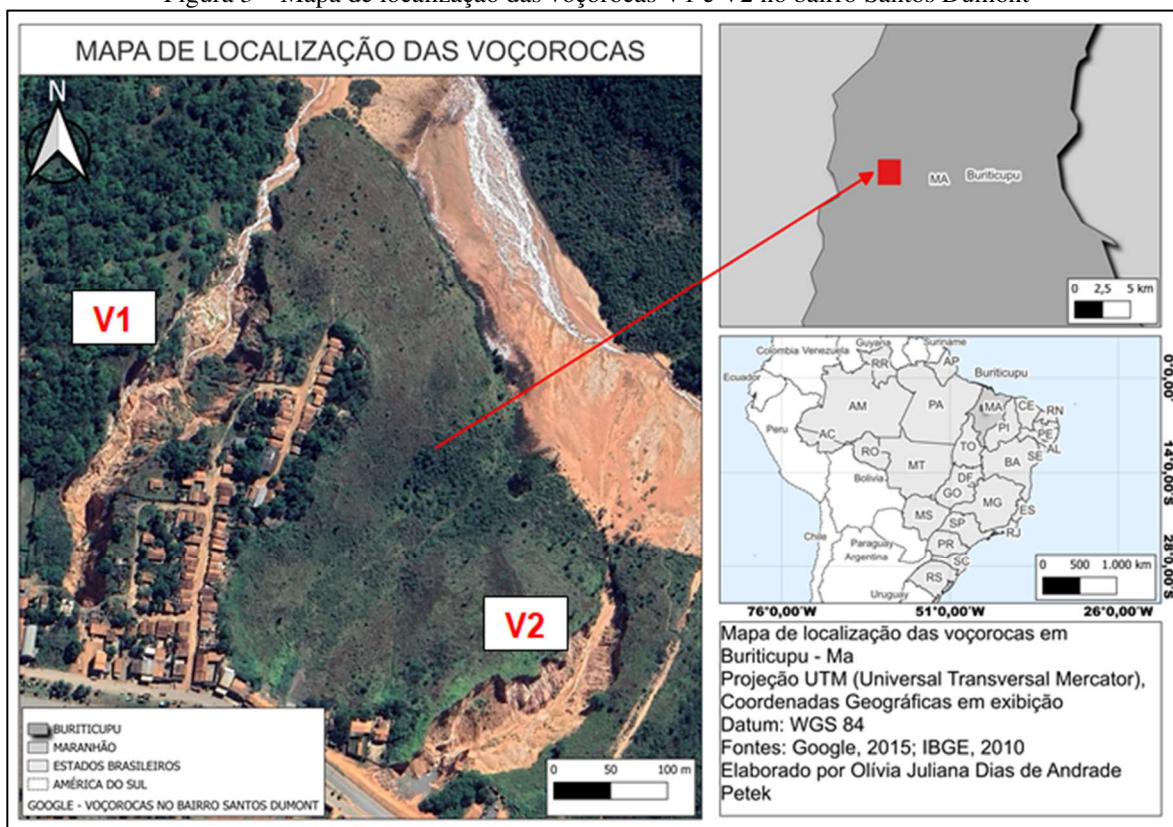 Figura 3 – Mapa de localização das voçorocas V1 e V2 no bairro Santos Dumont
MAPA DE LOCALIZAÇÃO DAS VOÇOROCAS
N
V1
V2
BURITICUPU
MARANHÃO
ESTADOS BRASILEIROS
AMÉRICA DO SUL
GOOGLE - VOÇOROCAS NO BAIRRO SANTOS DUMONT
0 50 100 m
MA Buriticupu
0 2,5 5 km
Colombia Venezuela
Guyana
Suriname
RR
AP
Ecuador
Buriticupu
AM
PA
MA
CE
RN
Peru
PI
PE
AC
TO
AL
RO
SE
MT
BA
Bolivia
DF
GO
MG
MS
ES
SP
RJ
Chile
Paraguay
PR
Argentina
SC
RS
Uruguay
0 500 1.000 km
0°0,00'
14°0,00'S
28°0,00'S
76°0,00'W 51°0,00'W 26°0,00'W
Mapa de localização das voçorocas em
Buriticupu - Ma
Projeção UTM (Universal Transversal Mercator),
Coordenadas Geográficas em exibição
Datum: WGS 84
Fontes: Google, 2015; IBGE, 2010
Elaborado por Olívia Juliana Dias de Andrade
Petek